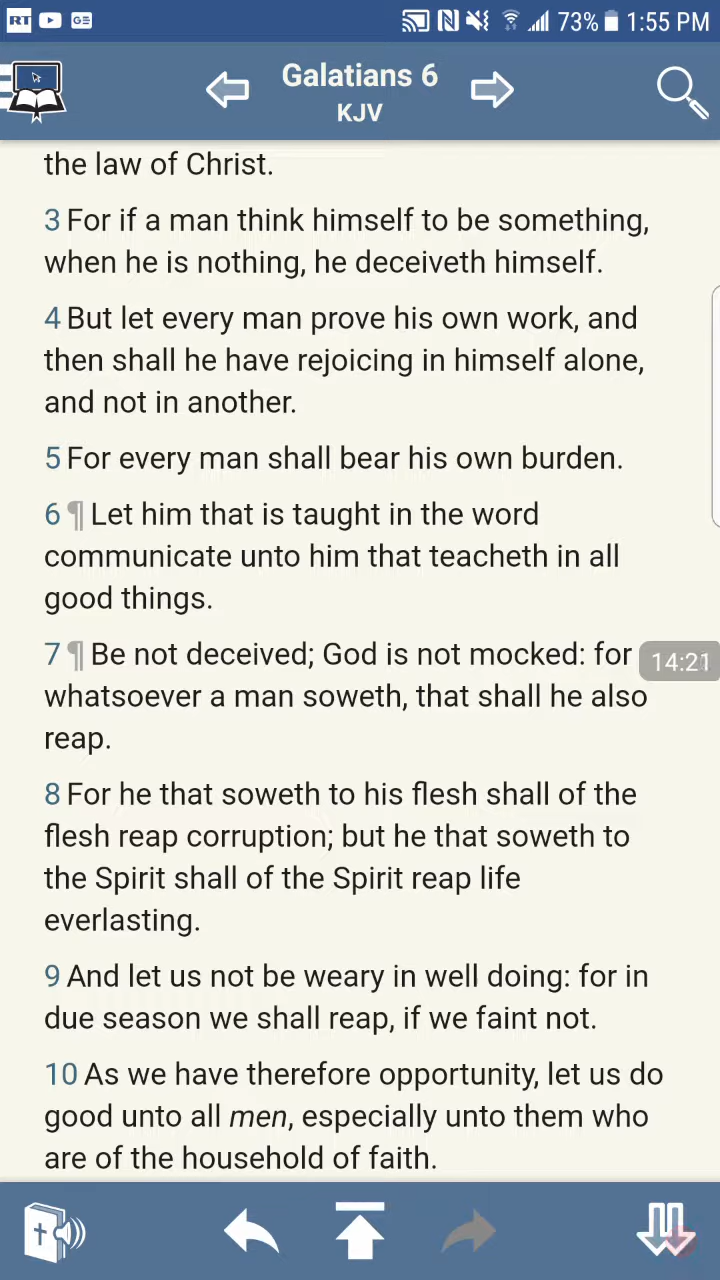 RT GE 73% 1:55 PM
Galatians 6
KJV
the law of Christ.
3 For if a man think himself to be something,
when he is nothing, he deceiveth himself.
4 But let every man prove his own work, and
then shall he have rejoicing in himself alone,
and not in another.
5 For every man shall bear his own burden.
6 ¶ Let him that is taught in the word
communicate unto him that teacheth in all
good things.
7 ¶ Be not deceived; God is not mocked: for
14:21
whatsoever a man soweth, that shall he also
reap.
8 For he that soweth to his flesh shall of the
flesh reap corruption; but he that soweth to
the Spirit shall of the Spirit reap life
everlasting.
9 And let us not be weary in well doing: for in
due season we shall reap, if we faint not.
10 As we have therefore opportunity, let us do
good unto all men, especially unto them who
are of the household of faith.